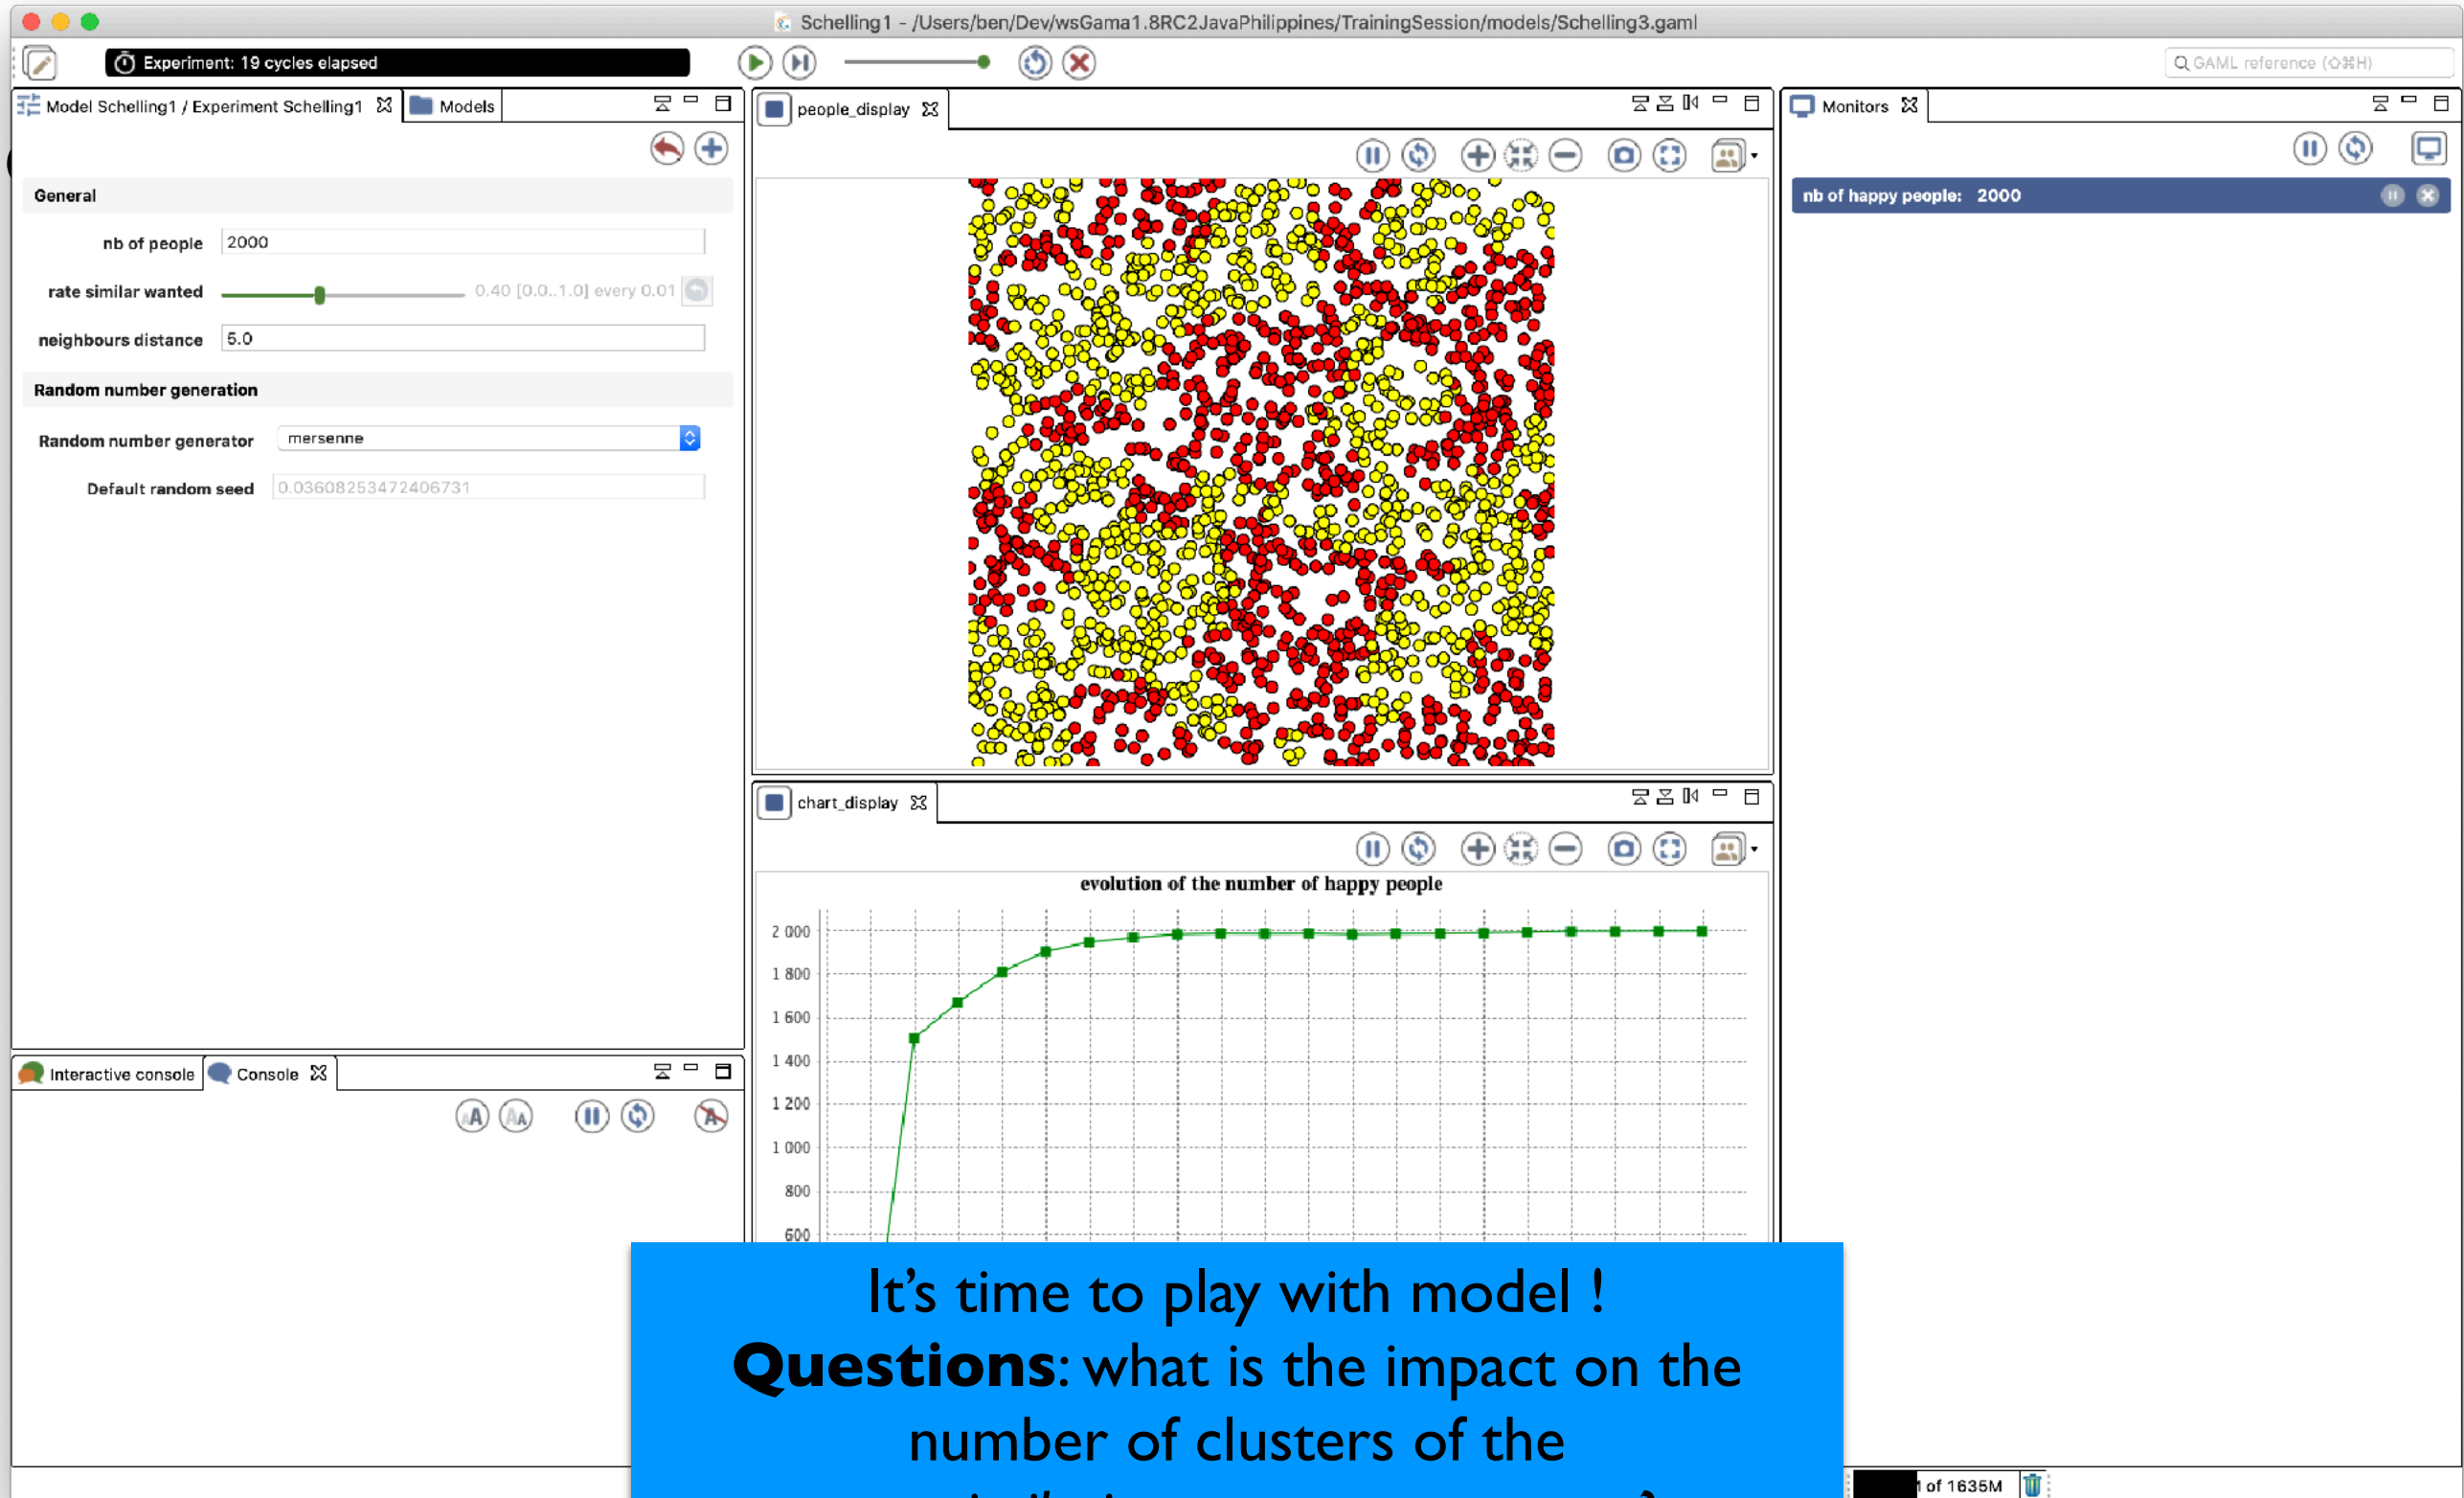 Schelling1 - /Users/ben/Dev/wsGama1.8RC2JavaPhilippines/TrainingSession/models/Schelling3.gaml
Experiment: 19 cycles elapsed
GAML reference (⇧⌘H)
Model Schelling1 / Experiment Schelling1
Models
General
nb of people 2000
rate similar wanted 0.40 [0.0..1.0] every 0.01
neighbours distance 5.0
Random number generation
Random number generator mersenne
Default random seed 0.03608253472406731
Interactive console
Console
people_display
chart_display
evolution of the number of happy people
2 000
1 800
1 600
1 400
1 200
1 000
800
600
Monitors
nb of happy people: 2000
It's time to play with model !
Questions: what is the impact on the
number of clusters of the
of 1635M